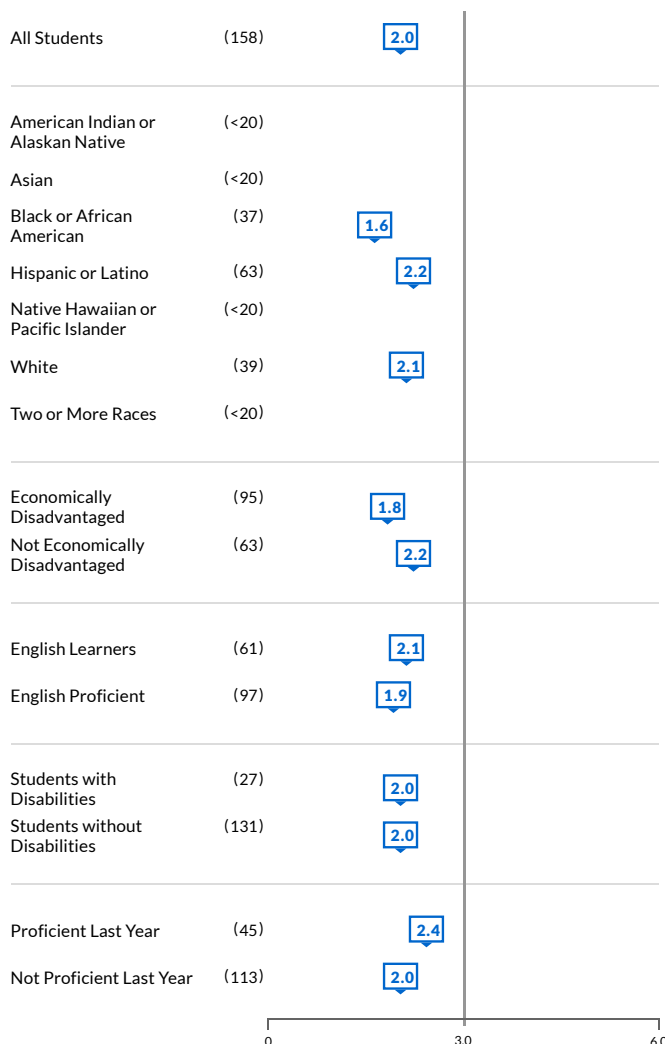 All Students (158) 2.0
American Indian or (<20)
Alaskan Native
Asian (<20)
Black or African (37) 1.6
American
Hispanic or Latino (63) 2.2
Native Hawaiian or (<20)
Pacific Islander
White (39) 2.1
Two or More Races (<20)
Economically (95) 1.8
Disadvantaged
Not Economically (63) 2.2
Disadvantaged
English Learners (61) 2.1
English Proficient (97) 1.9
Students with (27) 2.0
Disabilities
Students without (131) 2.0
Disabilities
Proficient Last Year (45) 2.4
Not Proficient Last Year (113) 2.0
0 3.0 6.0